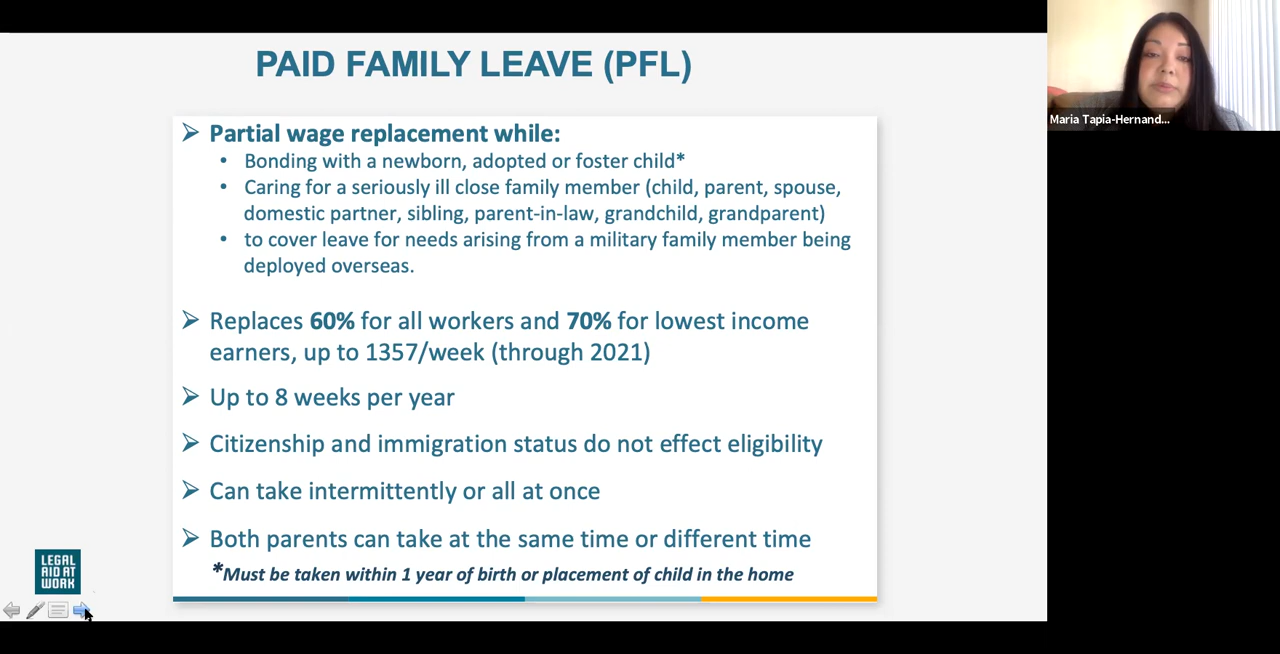 PAID FAMILY LEAVE (PFL)
Partial wage replacement while:
Bonding with a newborn, adopted or foster child*
Caring for a seriously ill close family member (child, parent, spouse,
domestic partner, sibling, parent-in-law, grandchild, grandparent)
to cover leave for needs arising from a military family member being
deployed overseas.
Replaces 60% for all workers and 70% for lowest income
earners, up to 1357/week (through 2021)
Up to 8 weeks per year
Citizenship and immigration status do not effect eligibility
Can take intermittently or all at once
Both parents can take at the same time or different time
*Must be taken within 1 year of birth or placement of child in the home
LEGAL
AID AT
WORK
Maria Tapia-Hernand...